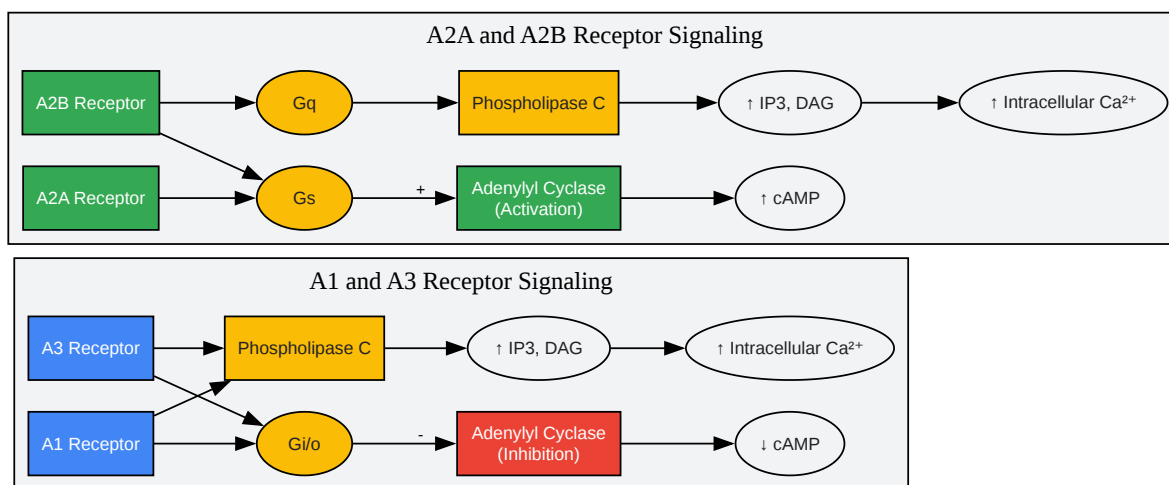 A2A and A2B Receptor Signaling
A2B Receptor
Gq
Phospholipase C
↑ IP3, DAG
↑ Intracellular Ca²⁺
A2A Receptor
Gs
+
Adenylyl Cyclase
(Activation)
↑ cAMP
A1 and A3 Receptor Signaling
A3 Receptor
Phospholipase C
↑ IP3, DAG
↑ Intracellular Ca²⁺
A1 Receptor
Gi/o
-
Adenylyl Cyclase
(Inhibition)
↓ cAMP